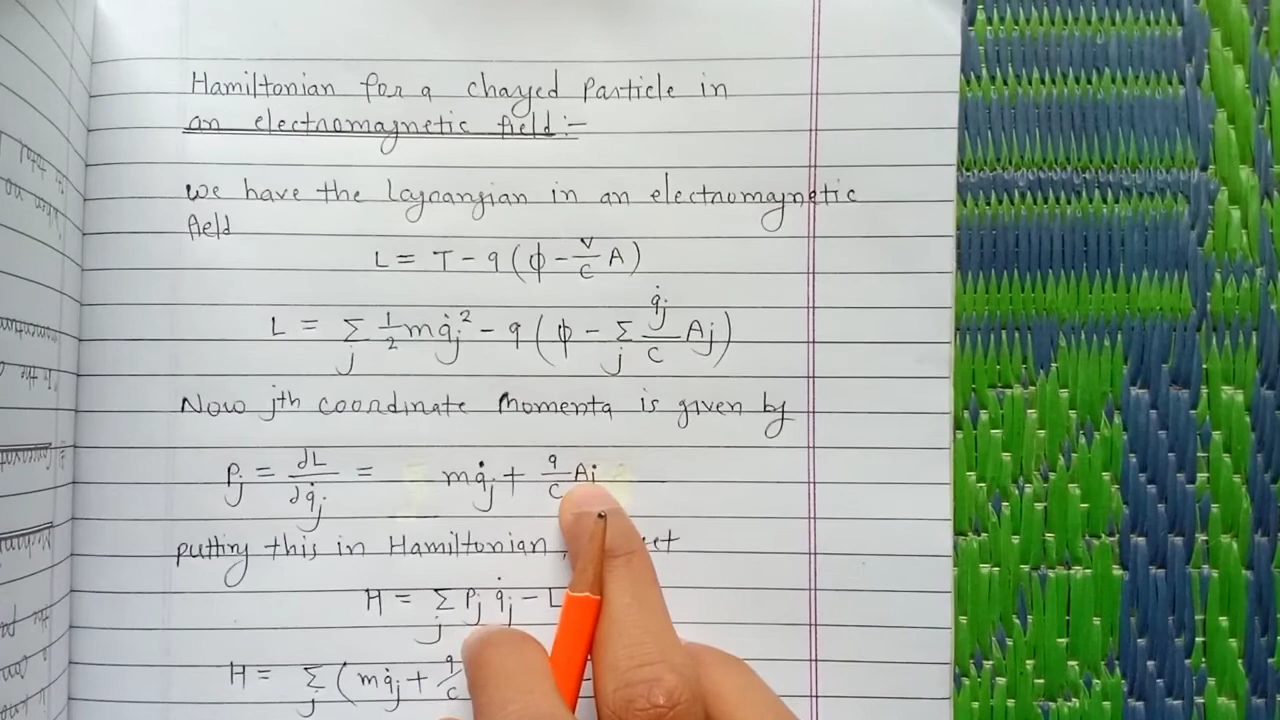 Hamiltonian for a charged Particle in
an electromagnetic field:-
we have the Lagrangian in an electromagnetic
field
L = T - q(ϕ - v/c A)
L = Σ_j 1/2 m q̇_j² - q(ϕ - Σ_j q̇_j/c A_j)
Now jth coordinate Momenta is given by
P_j = ∂L/∂q̇_j = m q̇_j + q/c A_j
putting this in Hamiltonian,
H = Σ_j P_j q̇_j - L
H = Σ_j (m q̇_j + q/c